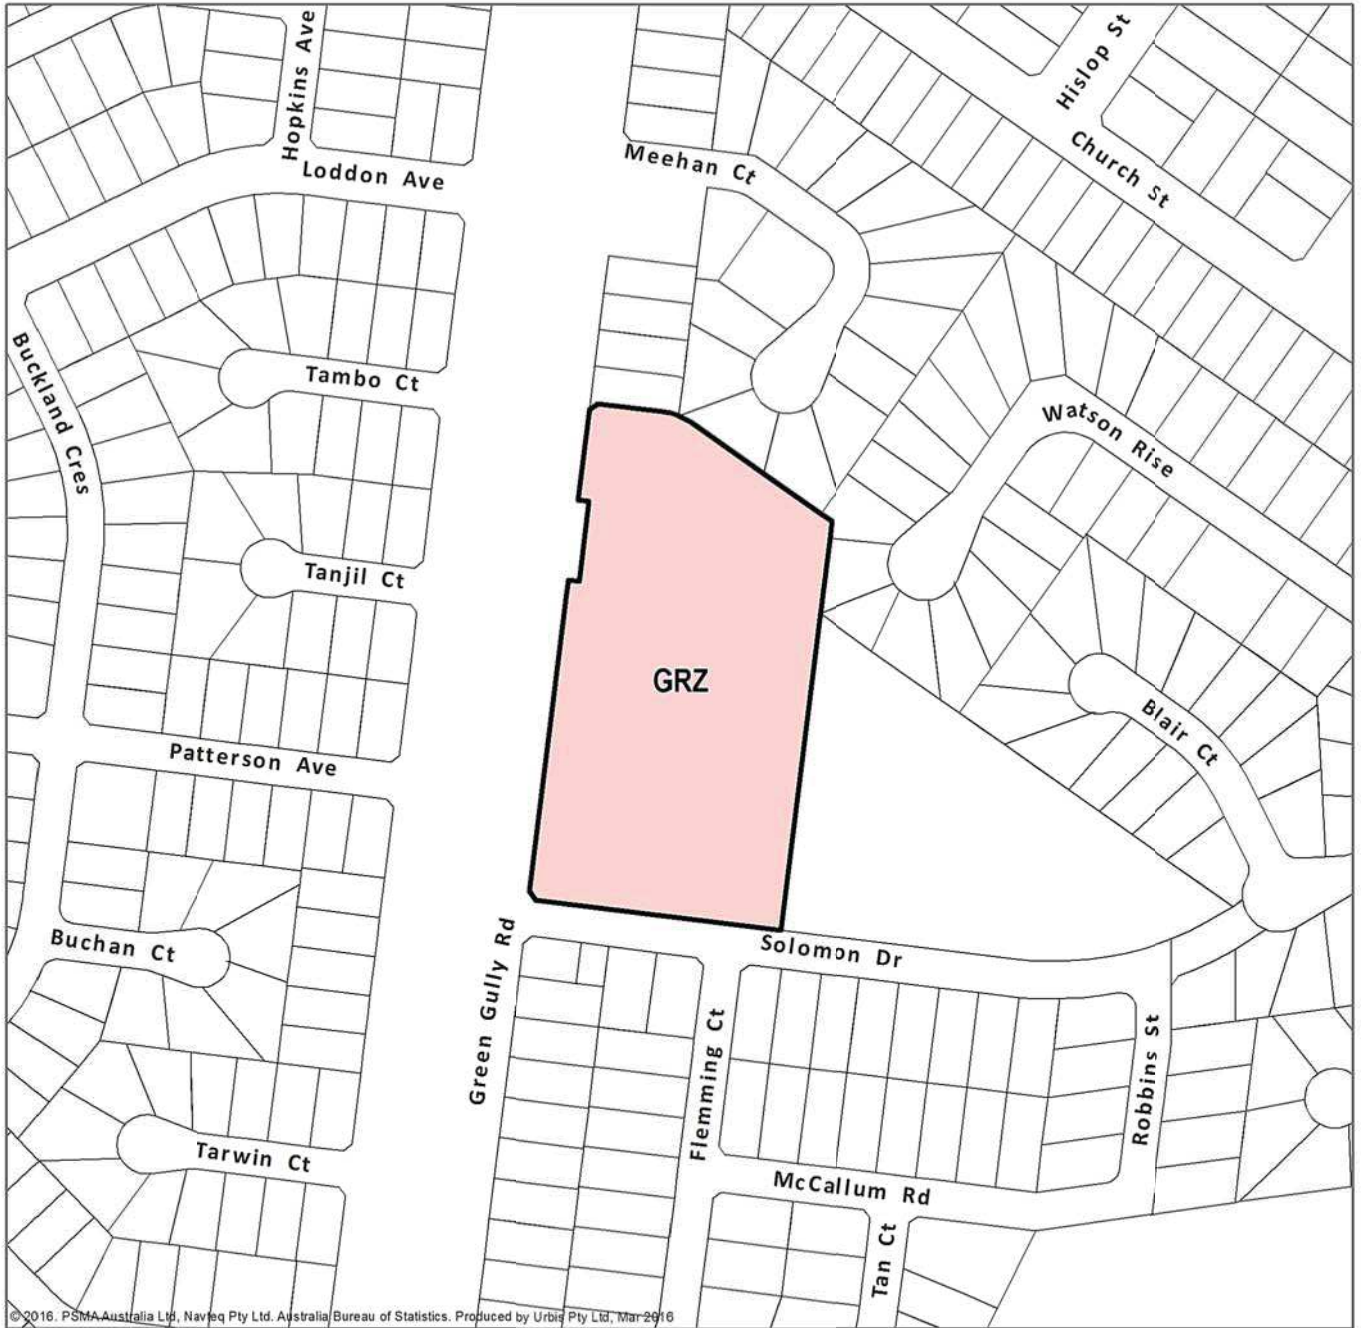 Hopkins Ave
Hislop St
Church St
Meehan Ct
Loddon Ave
Buckland Cres
Tambo Ct
Watson Rise
Tanjil Ct
GRZ
Blair Ct
Patterson Ave
Buchan Ct
Green Gully Rd
Solomon Dr
Flemming Ct
Robbins St
Tarwin Ct
McCallum Rd
Tan Ct
© 2016. PSMA Australia Ltd, Navteq Pty Ltd. Australia Bureau of Statistics. Produced by Urbis Pty Ltd, Mar 2016